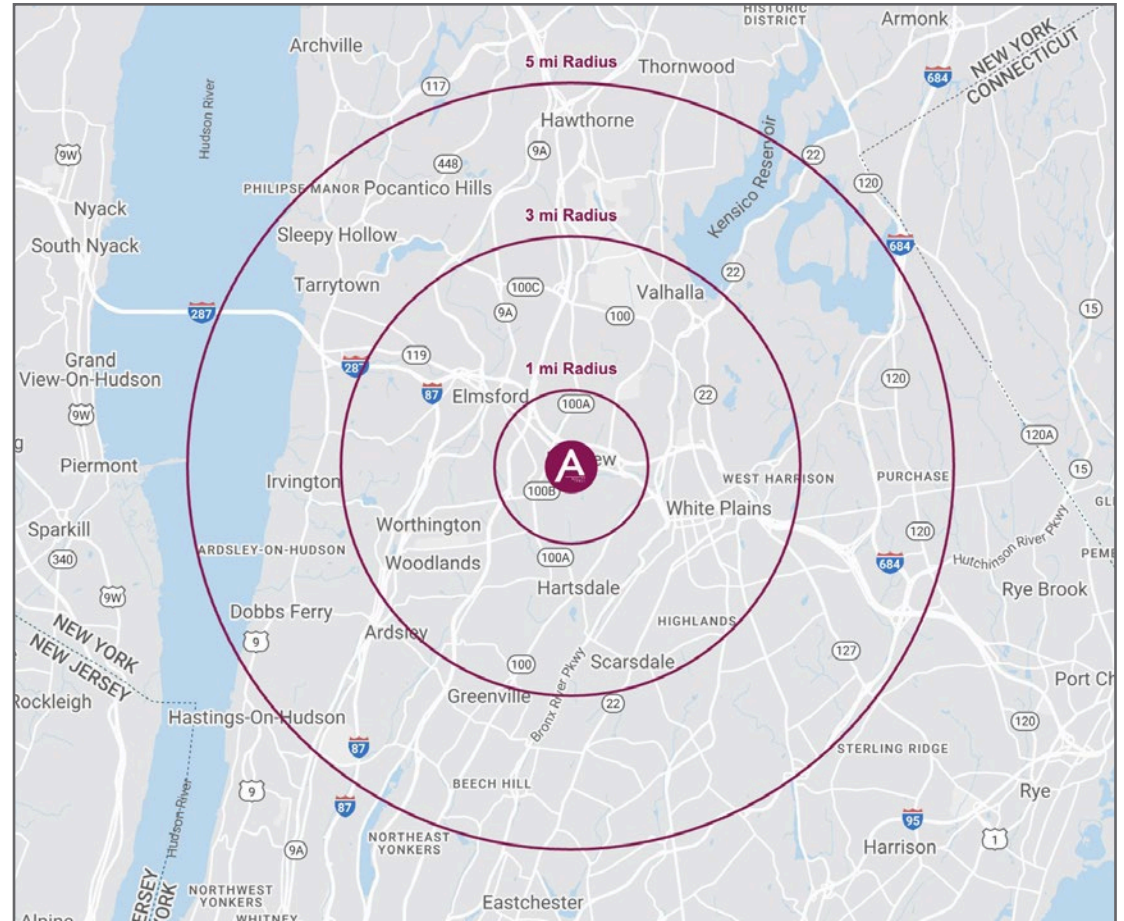 HISTORIC
DISTRICT
Armonk
Archville
5 mi Radius
Thornwood
NEW YORK
CONNECTICUT
684
117
Hudson River
Hawthorne
9W
9A
22
448
Kensico Reservoir
120
PHILIPSE MANOR
Pocantico Hills
Nyack
3 mi Radius
Sleepy Hollow
South Nyack
684
22
Tarrytown
100C
Valhalla
287
9A
100
15
Grand
View-On-Hudson
119
287
1 mi Radius
120
87
Elmsford
22
100A
9W
120A
A
ew
Piermont
15
Irvington
100B
WEST HARRISON
PURCHASE
White Plains
Worthington
Sparkill
120
Hutchinson River Pkwy
ARDSLEY-ON-HUDSON
340
Woodlands
100A
684
Hartsdale
Rye Brook
9W
Dobbs Ferry
HIGHLANDS
9
Ardsley
NEW YORK
NEW JERSEY
127
100
Scarsdale
Bronx River Pkwy
Port Ch
Rockleigh
Greenville
22
Hastings-On-Hudson
120
87
STERLING RIDGE
BEECH HILL
9
Rye
87
Hudson River
95
NORTHEAST
YONKERS
1
9A
Harrison
NORTHWEST
YONKERS
Eastchester
WHITNEY
Alpine